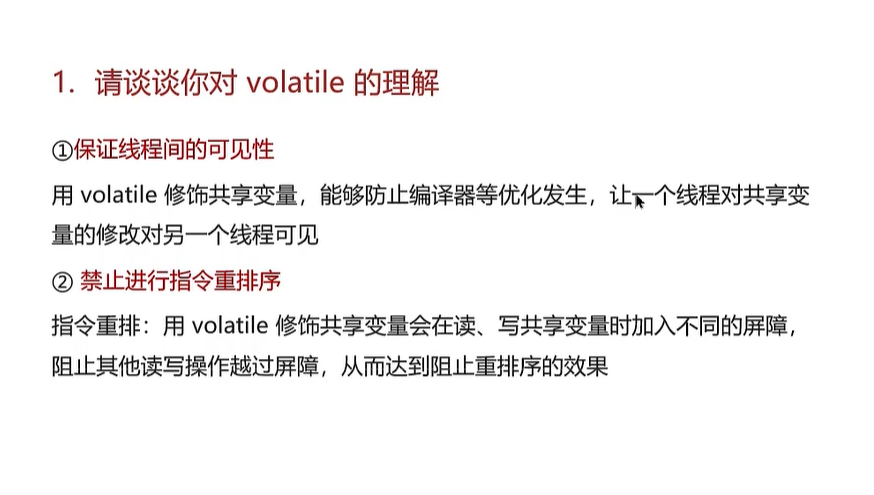 1. 请谈谈你对 volatile 的理解
①保证线程间的可见性
用 volatile 修饰共享变量，能够防止编译器等优化发生，让一个线程对共享变
量的修改对另一个线程可见
② 禁止进行指令重排序
指令重排：用 volatile 修饰共享变量会在读、写共享变量时加入不同的屏障，
阻止其他读写操作越过屏障，从而达到阻止重排序的效果